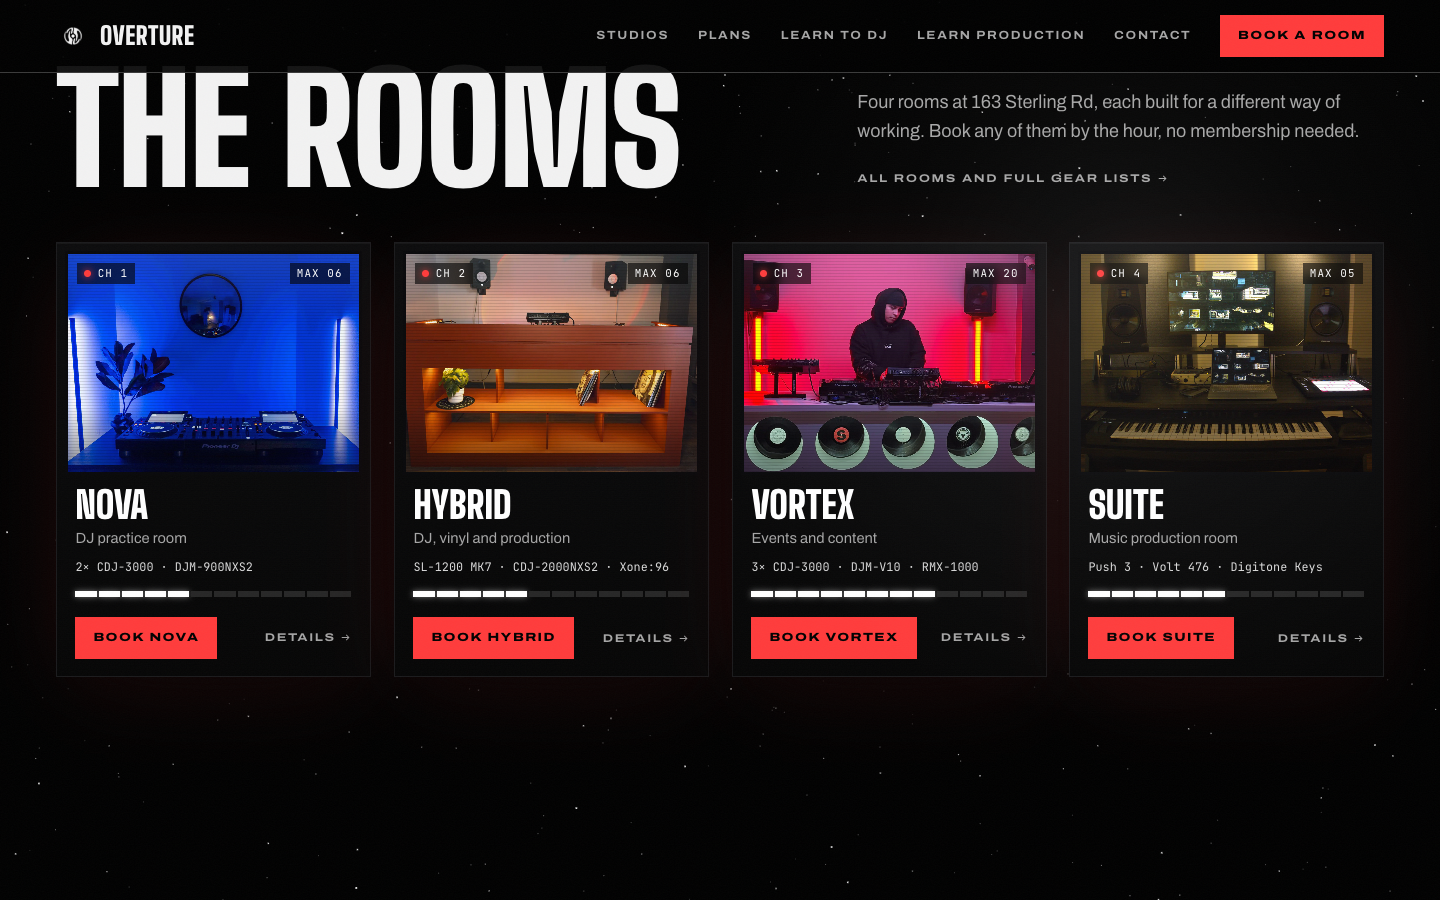 OVERTURE
STUDIOS PLANS LEARN TO DJ LEARN PRODUCTION CONTACT BOOK A ROOM
THE ROOMS
Four rooms at 163 Sterling Rd, each built for a different way of
working. Book any of them by the hour, no membership needed.
ALL ROOMS AND FULL GEAR LISTS →
CH 1 MAX 06
NOVA
DJ practice room
2× CDJ-3000 · DJM-900NXS2
BOOK NOVA DETAILS →
CH 2 MAX 06
HYBRID
DJ, vinyl and production
SL-1200 MK7 · CDJ-2000NXS2 · Xone:96
BOOK HYBRID DETAILS →
CH 3 MAX 20
VORTEX
Events and content
3× CDJ-3000 · DJM-V10 · RMX-1000
BOOK VORTEX DETAILS →
CH 4 MAX 05
SUITE
Music production room
Push 3 · Volt 476 · Digitone Keys
BOOK SUITE DETAILS →